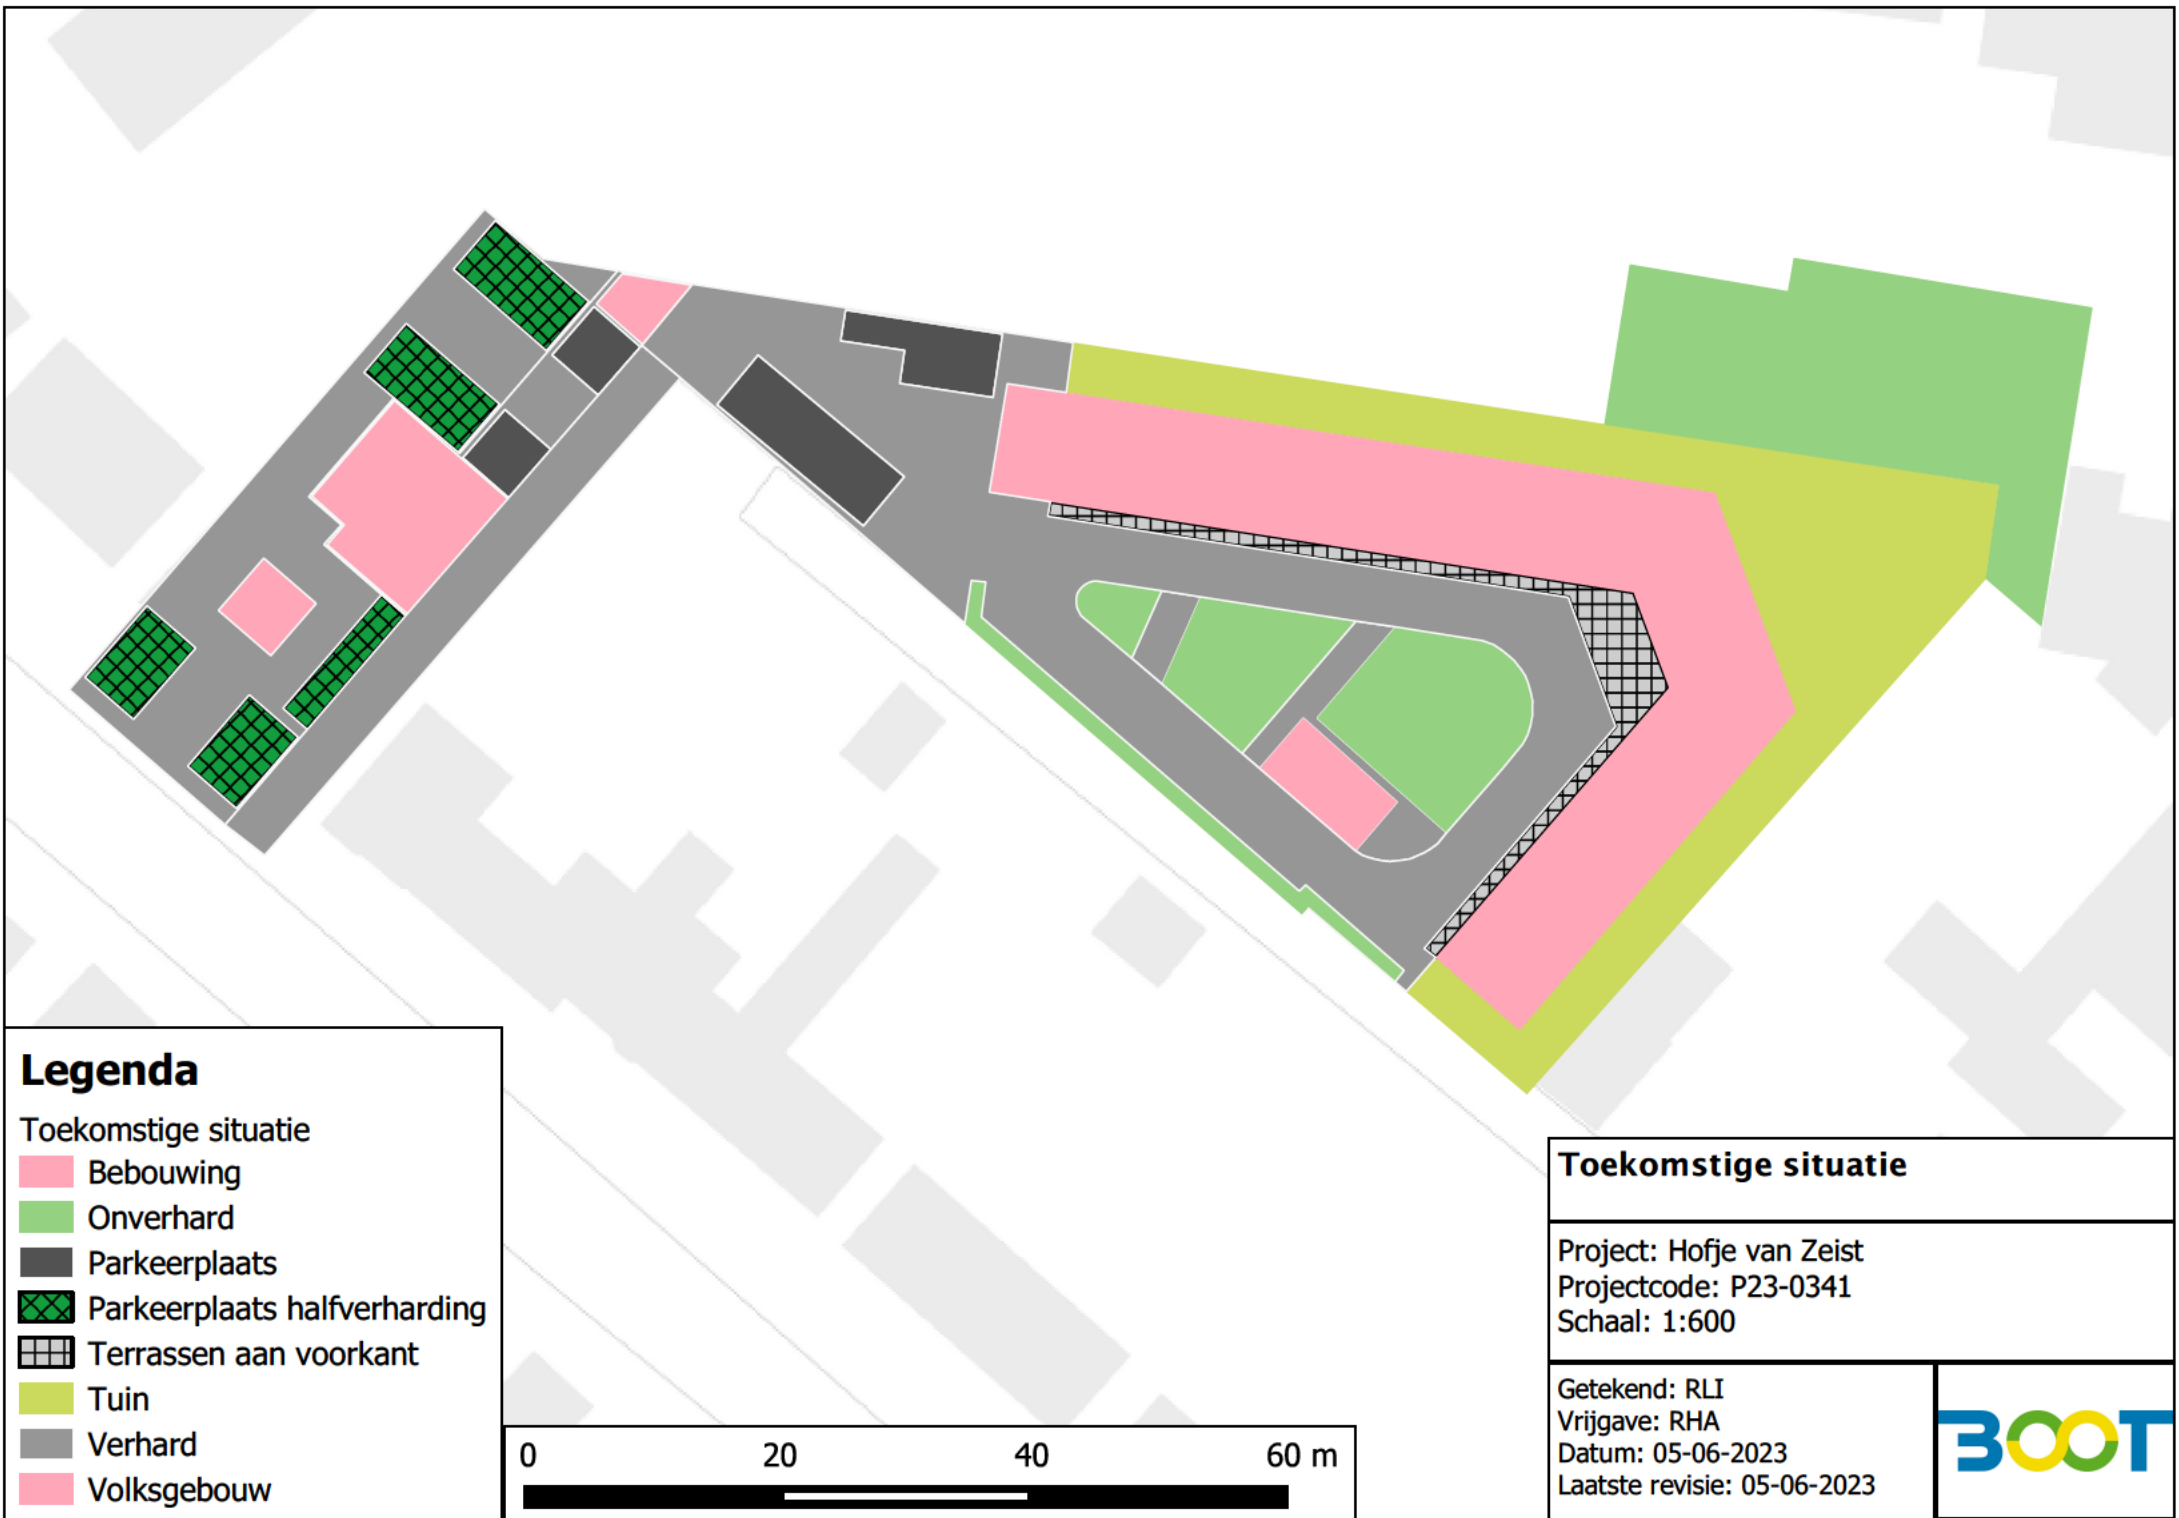 Legenda
Toekomstige situatie
Bebouwing
Onverhard
Parkeerplaats
Parkeerplaats halfverharding
Terrassen aan voorkant
Tuin
Verhard
Volksgebouw
0 20 40 60 m
Toekomstige situatie
Project: Hofje van Zeist
Projectcode: P23-0341
Schaal: 1:600
Getekend: RLI
Vrijgave: RHA
Datum: 05-06-2023
Laatste revisie: 05-06-2023
BOOT